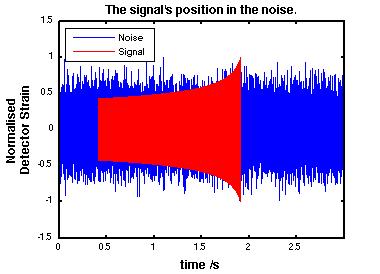 The signal's position in the noise.
Noise
Signal
Normalised
Detector Strain
1.5
1
0.5
0
-0.5
-1
-1.5
0 0.5 1 1.5 2 2.5
time /s